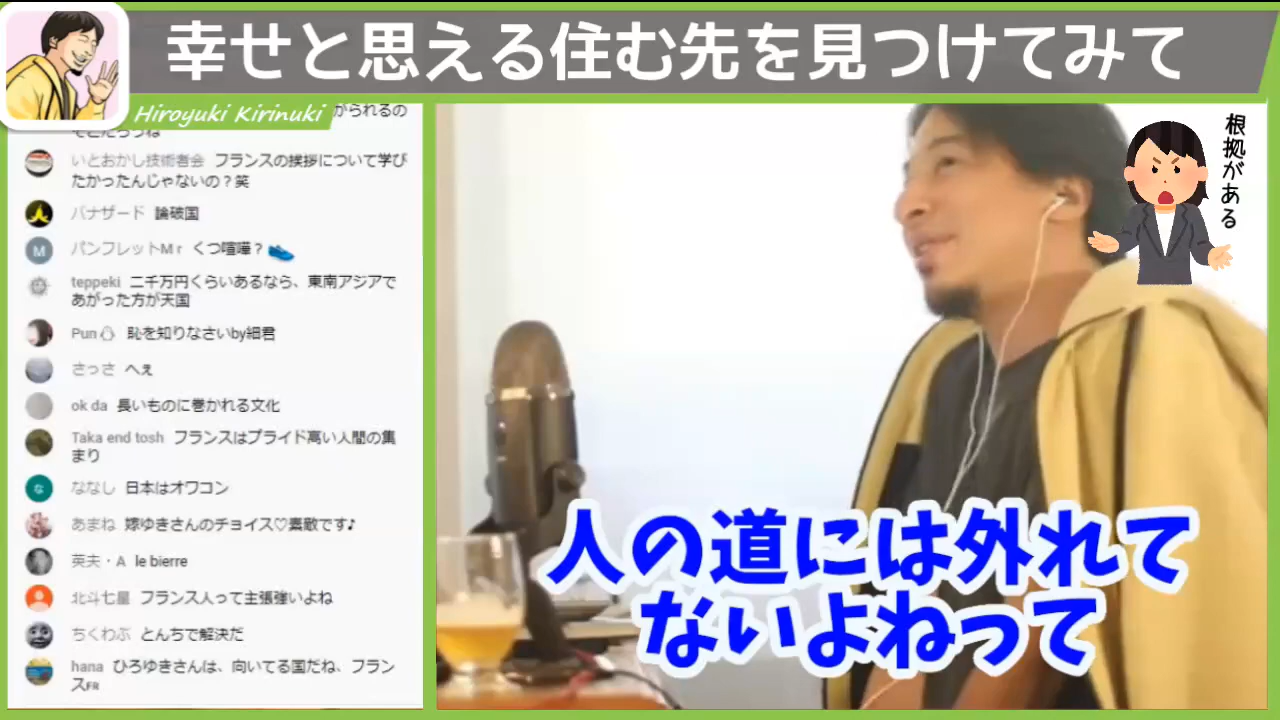 幸せと思える住む先を見つけてみて
Hiroyuki Kirinuki
がられるの
いとおかし技術者会 フランスの挨拶について学び
たかったんじゃないの？笑
バナザード 論破国
M パンフレットMr くつ喧嘩？
teppeki 二千万円くらいあるなら、東南アジアで
あがった方が天国
Pun 恥を知りなさいby細君
さっさ へぇ
ok da 長いものに巻かれる文化
Taka end tosh フランスはプライド高い人間の集
まり
な ななし 日本はオワコン
あまね 嫁ゆきさんのチョイス♡素敵です♪
英夫・A le bierre
北斗七星 フランス人って主張強いよね
ちくわぶ とんちで解決だ
hana ひろゆきさんは、向いてる国だね、フラン
スFR
根拠がある
人の道には外れて
ないよねって